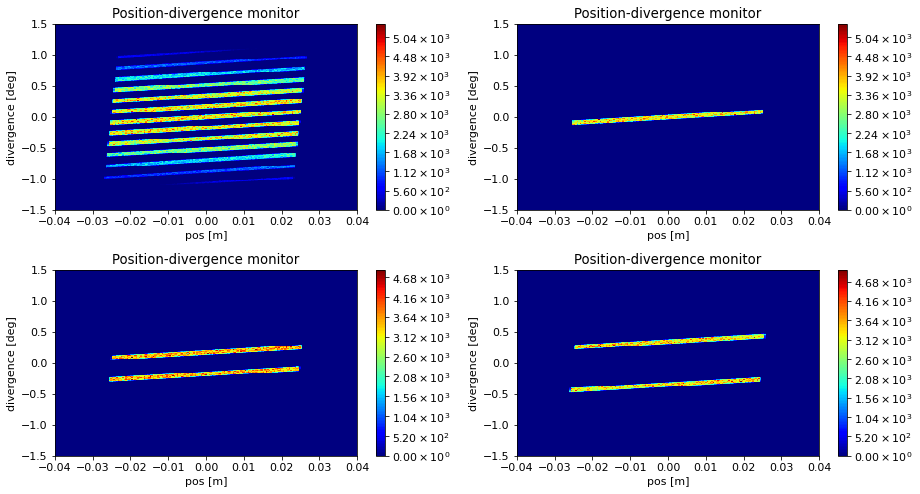 Position-divergence monitor
divergence [deg]
1.5
1.0
0.5
0.0
−0.5
−1.0
−1.5
−0.04 −0.03 −0.02 −0.01 0.00 0.01 0.02 0.03 0.04
pos [m]
5.04 × 10³
4.48 × 10³
3.92 × 10³
3.36 × 10³
2.80 × 10³
2.24 × 10³
1.68 × 10³
1.12 × 10³
5.60 × 10²
0.00 × 10⁰
Position-divergence monitor
divergence [deg]
1.5
1.0
0.5
0.0
−0.5
−1.0
−1.5
−0.04 −0.03 −0.02 −0.01 0.00 0.01 0.02 0.03 0.04
pos [m]
5.04 × 10³
4.48 × 10³
3.92 × 10³
3.36 × 10³
2.80 × 10³
2.24 × 10³
1.68 × 10³
1.12 × 10³
5.60 × 10²
0.00 × 10⁰
Position-divergence monitor
divergence [deg]
1.5
1.0
0.5
0.0
−0.5
−1.0
−1.5
−0.04 −0.03 −0.02 −0.01 0.00 0.01 0.02 0.03 0.04
pos [m]
4.68 × 10³
4.16 × 10³
3.64 × 10³
3.12 × 10³
2.60 × 10³
2.08 × 10³
1.56 × 10³
1.04 × 10³
5.20 × 10²
0.00 × 10⁰
Position-divergence monitor
divergence [deg]
1.5
1.0
0.5
0.0
−0.5
−1.0
−1.5
−0.04 −0.03 −0.02 −0.01 0.00 0.01 0.02 0.03 0.04
pos [m]
4.68 × 10³
4.16 × 10³
3.64 × 10³
3.12 × 10³
2.60 × 10³
2.08 × 10³
1.56 × 10³
1.04 × 10³
5.20 × 10²
0.00 × 10⁰